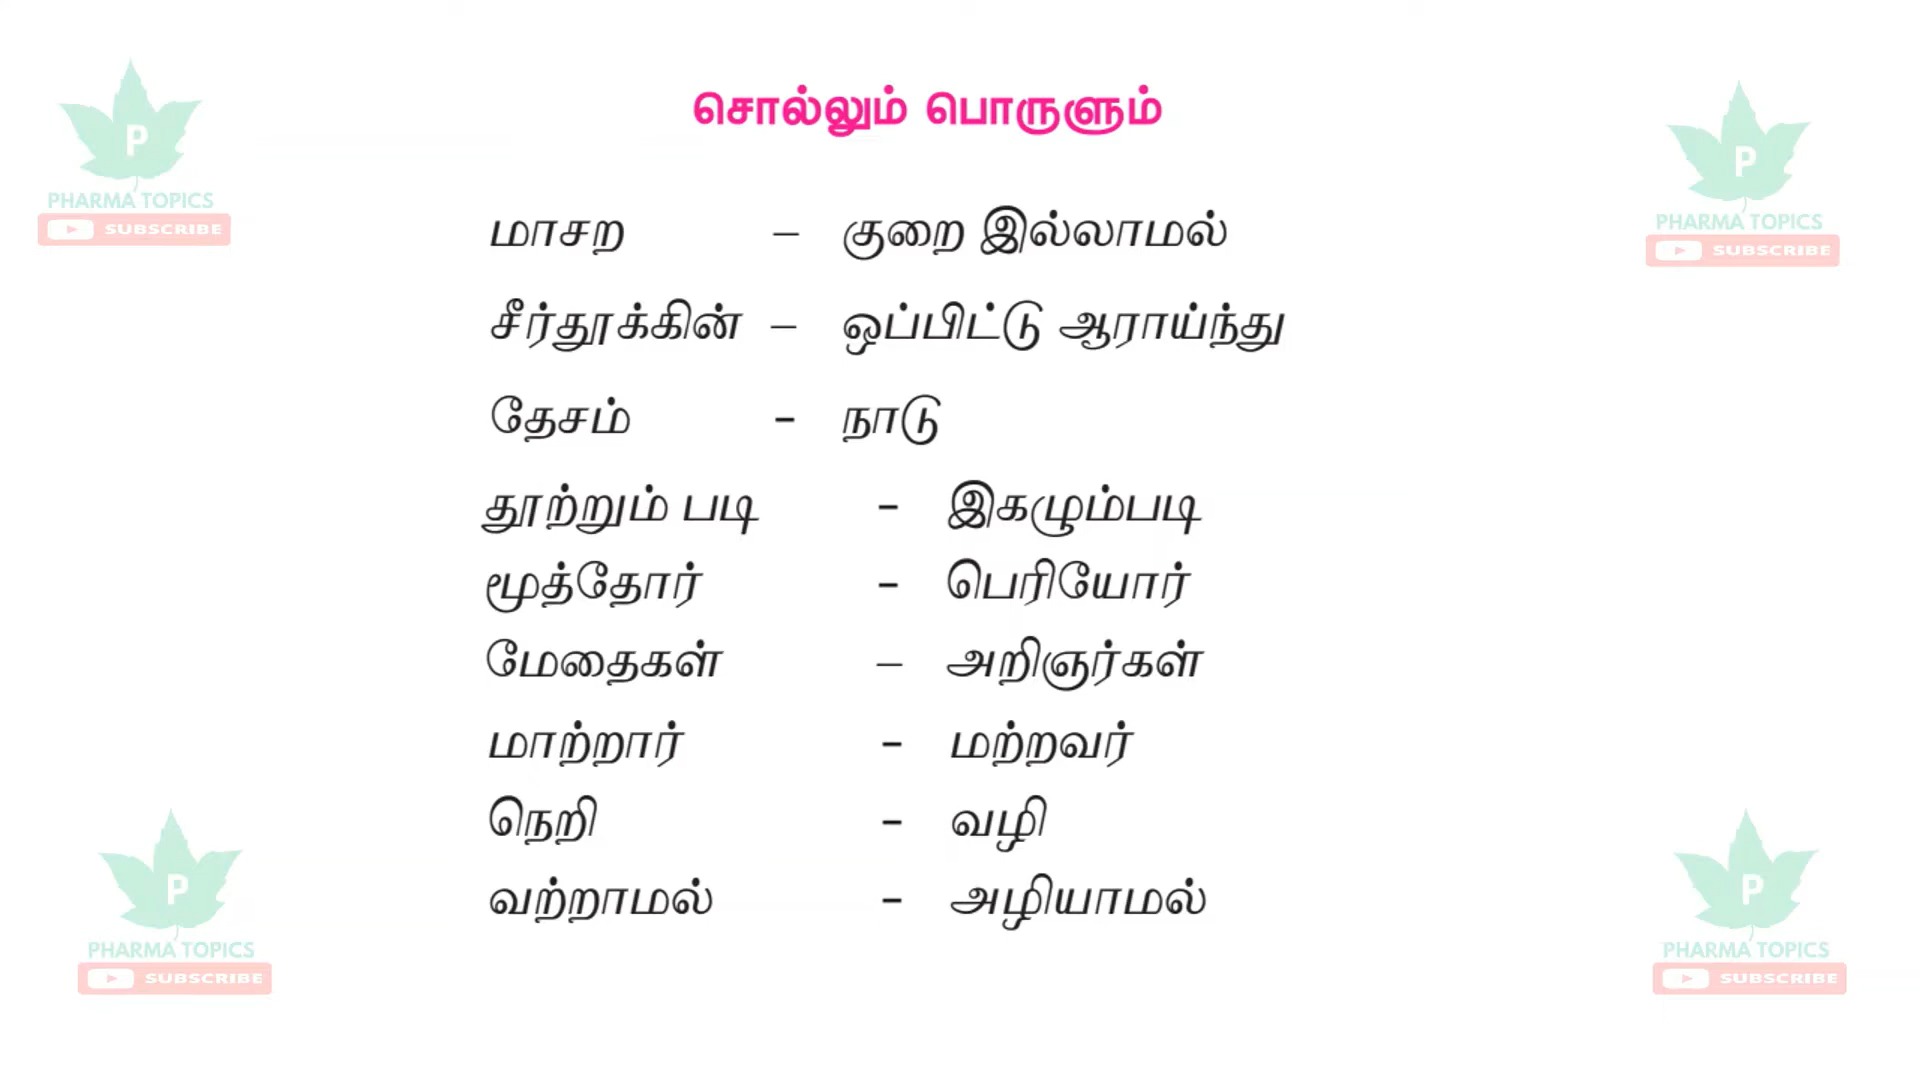 சொல்லும் பொருளும்
மாசற – குறை இல்லாமல்
சீர்தூக்கின் – ஒப்பிட்டு ஆராய்ந்து
தேசம் - நாடு
தூற்றும் படி - இகழும்படி
மூத்தோர் - பெரியோர்
மேதைகள் – அறிஞர்கள்
மாற்றார் - மற்றவர்
நெறி - வழி
வற்றாமல் - அழியாமல்
P
PHARMA TOPICS
SUBSCRIBE
P
PHARMA TOPICS
SUBSCRIBE
P
PHARMA TOPICS
SUBSCRIBE
P
PHARMA TOPICS
SUBSCRIBE